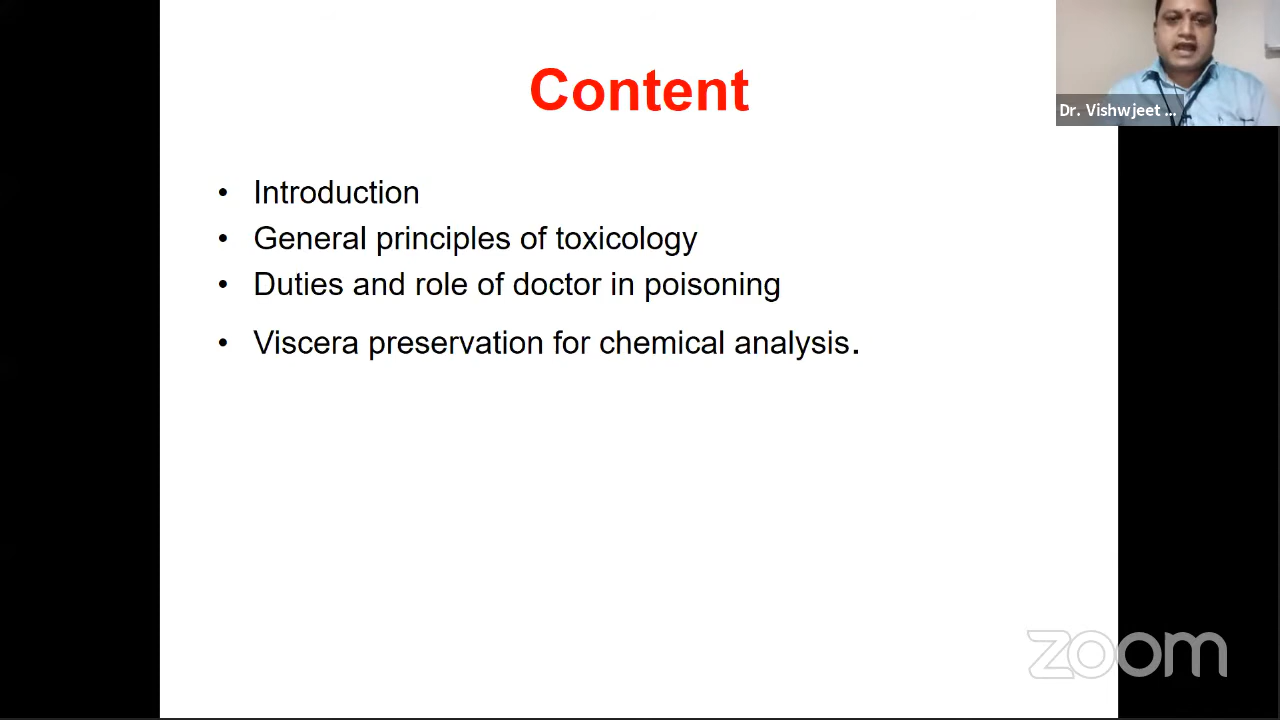 Content
• Introduction
• General principles of toxicology
• Duties and role of doctor in poisoning
• Viscera preservation for chemical analysis.
Dr. Vishwjeet ...
zoom